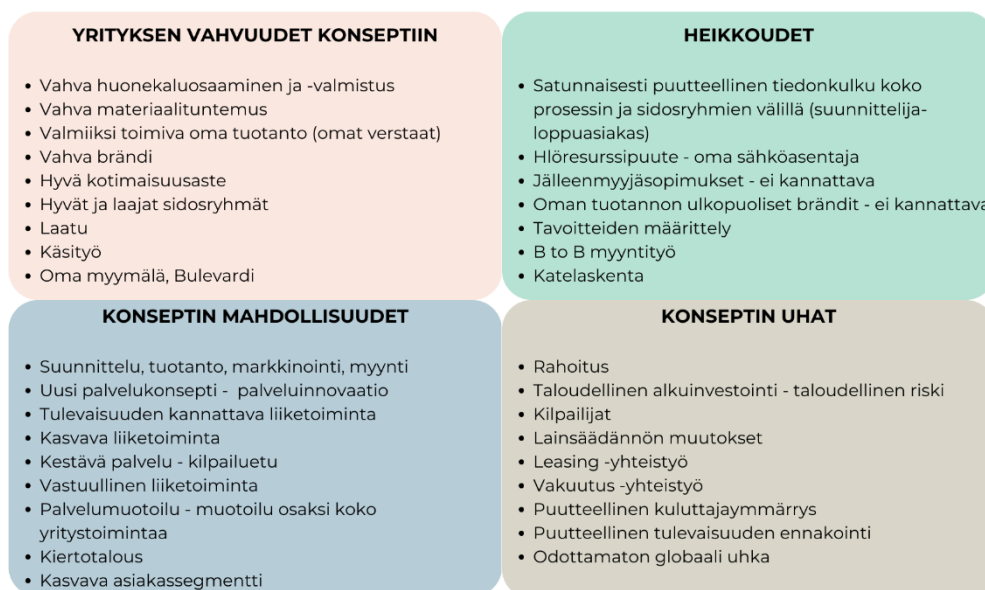 YRITYKSEN VAHVUUDET KONSEPTIIN
• Vahva huonekaluosaaminen ja -valmistus
• Vahva materiaalituntemus
• Valmiiksi toimiva oma tuotanto (omat verstaat)
• Vahva brändi
• Hyvä kotimaisuusaste
• Hyvät ja laajat sidosryhmät
• Laatu
• Käsityö
• Oma myymälä, Bulevardi
HEIKKOUDET
• Satunnaisesti puutteellinen tiedonkulku koko
prosessin ja sidosryhmien välillä (suunnittelija-
loppuasiakas)
• Hlöresurssipuute - oma sähköasentaja
• Jälleenmyyjäsopimukset - ei kannattava
• Oman tuotannon ulkopuoliset brändit - ei kannattava
• Tavoitteiden määrittely
• B to B myyntityö
• Katelaskenta
KONSEPTIN MAHDOLLISUUDET
• Suunnittelu, tuotanto, markkinointi, myynti
• Uusi palvelukonsepti - palveluinnovaatio
• Tulevaisuuden kannattava liiketoiminta
• Kasvava liiketoiminta
• Kestävä palvelu - kilpailuetu
• Vastuullinen liiketoiminta
• Palvelumuotoilu - muotoilu osaksi koko
yritystoimintaa
• Kiertotalous
• Kasvava asiakassegmentti
KONSEPTIN UHAT
• Rahoitus
• Taloudellinen alkuinvestointi - taloudellinen riski
• Kilpailijat
• Lainsäädännön muutokset
• Leasing -yhteistyö
• Vakuutus -yhteistyö
• Puutteellinen kuluttajaymmärrys
• Puutteellinen tulevaisuuden ennakointi
• Odottamaton globaali uhka